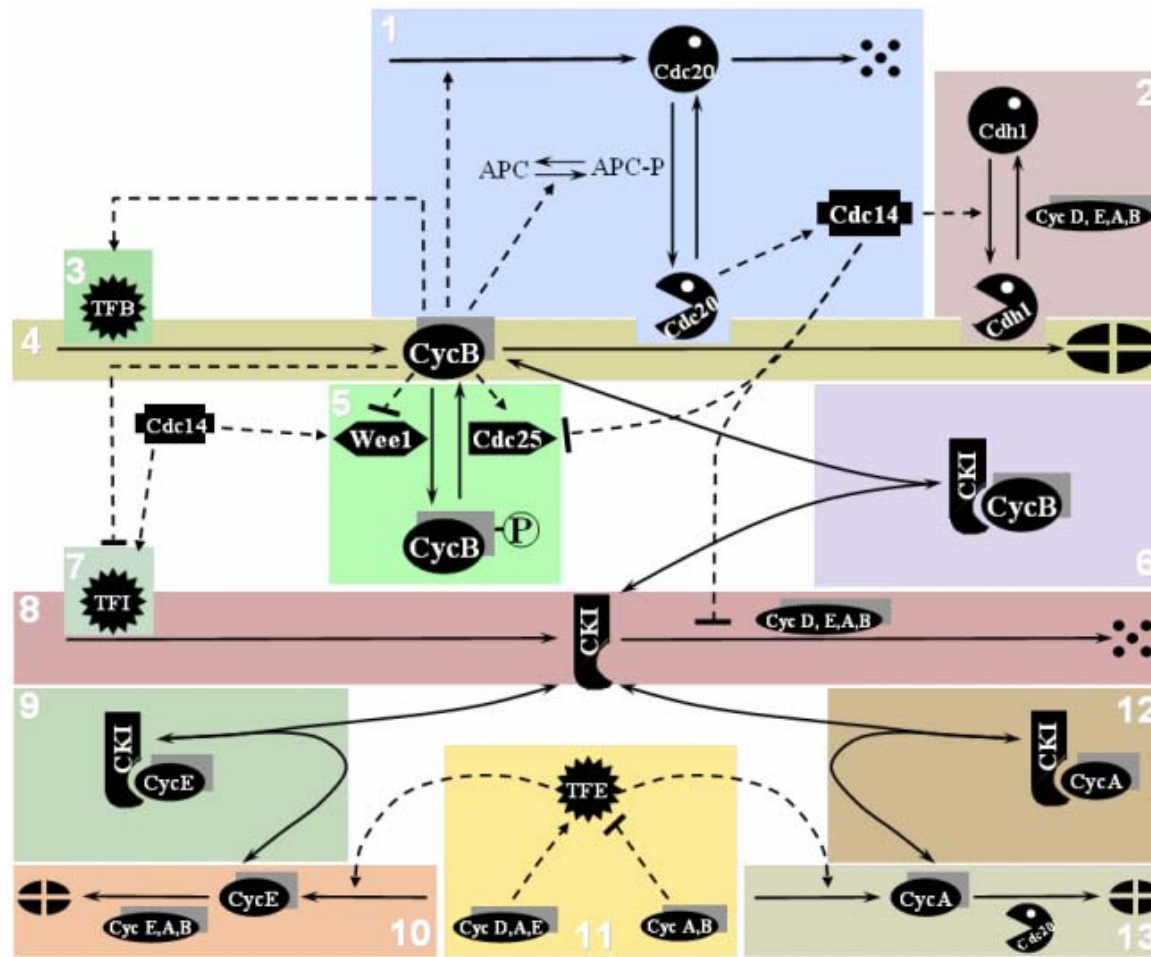 1
Cdc20
2
Cdh1
APC
APC-P
Cdc14
Cyc D, E,A,B
3
TFB
Cdc20
Cdh1
4
CycB
5
Cdc14
Wee1
Cdc25
CKI
CycB
CycB
P
6
7
TFI
8
CKI
Cyc D, E,A,B
9
CKI
CycE
12
CKI
CycA
TFE
CycE
Cyc E,A,B
10
Cyc D,A,E
Cyc A,B
11
CycA
Cdc20
13